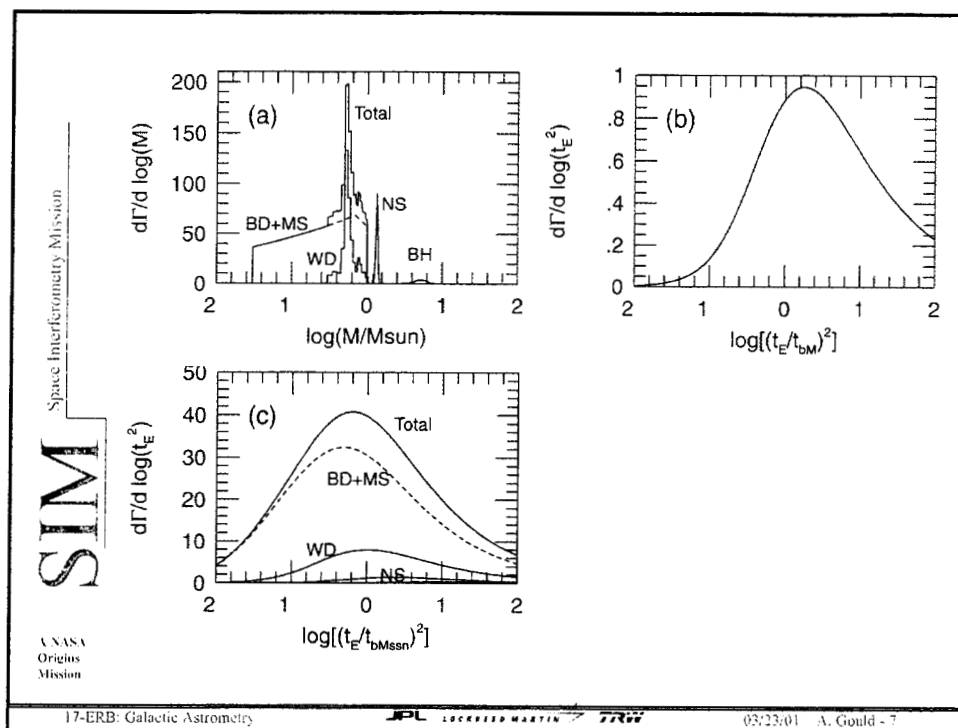 Space Interferometry Mission
SIM
A NASA
Origins
Mission
(a)
200
150
100
50
0
dΓ/d log(M)
Total
BD+MS
NS
WD
BH
2 1 0 1 2
log(M/Msun)
(b)
1
.8
.6
.4
.2
0
dΓ/d log(t_E^2)
2 1 0 1 2
log[(t_E/t_bM)^2]
(c)
50
40
30
20
10
0
dΓ/d log(t_E^2)
Total
BD+MS
WD
NS
2 1 0 1 2
log[(t_E/t_bMssn)^2]
17-ERB: Galactic Astrometry
JPL LOCKHEED MARTIN TRW
03/23/01 A. Gould - 7